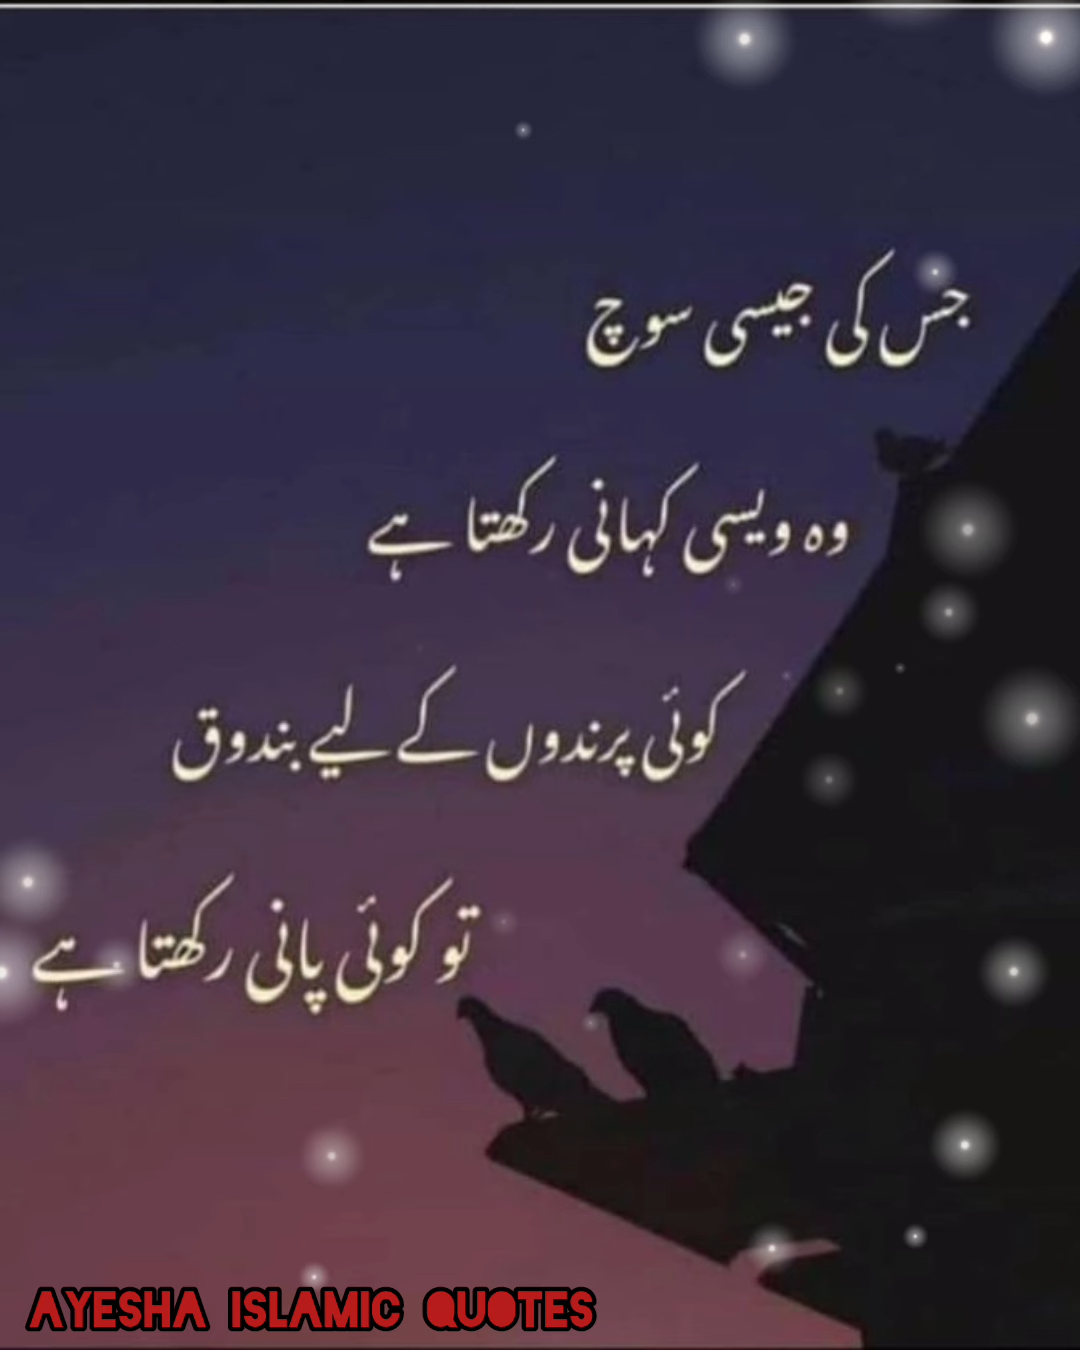 جس کی جیسی سوچ
وہ ویسی کہانی رکھتا ہے
کوئی پرندوں کے لیے بندوق
تو کوئی پانی رکھتا ہے .
AYESHA ISLAMIC QUOTES